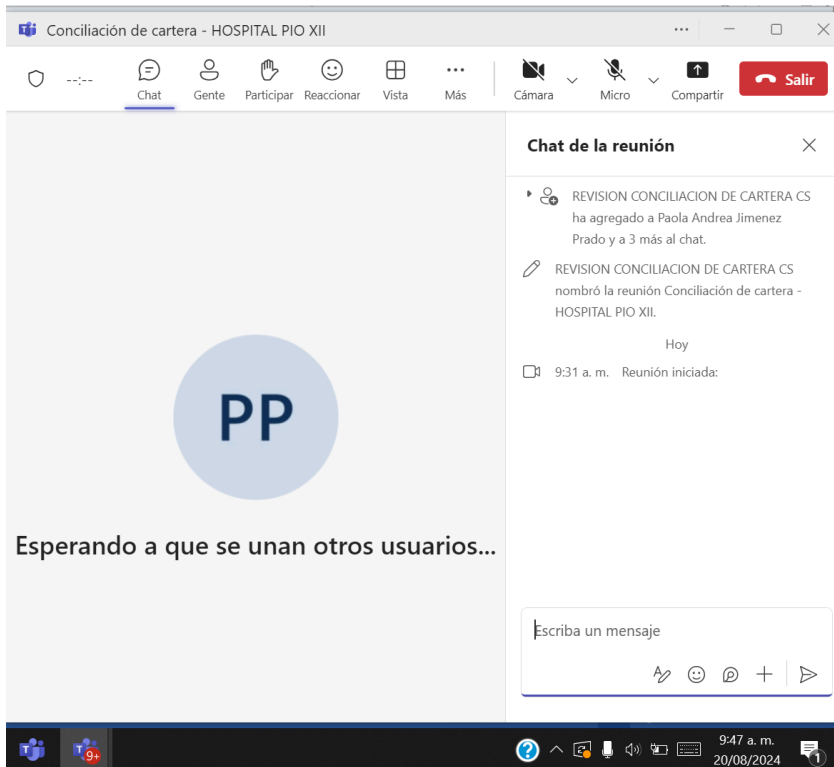 Conciliación de cartera - HOSPITAL PIO XII
--:--
Chat
Gente
Participar
Reaccionar
Vista
Más
Cámara
Micro
Compartir
Salir
Chat de la reunión
REVISION CONCILIACION DE CARTERA CS
ha agregado a Paola Andrea Jimenez
Prado y a 3 más al chat.
REVISION CONCILIACION DE CARTERA CS
nombró la reunión Conciliación de cartera -
HOSPITAL PIO XII.
Hoy
9:31 a. m. Reunión iniciada:
PP
Esperando a que se unan otros usuarios...
Escriba un mensaje
9+
9:47 a. m.
20/08/2024
1